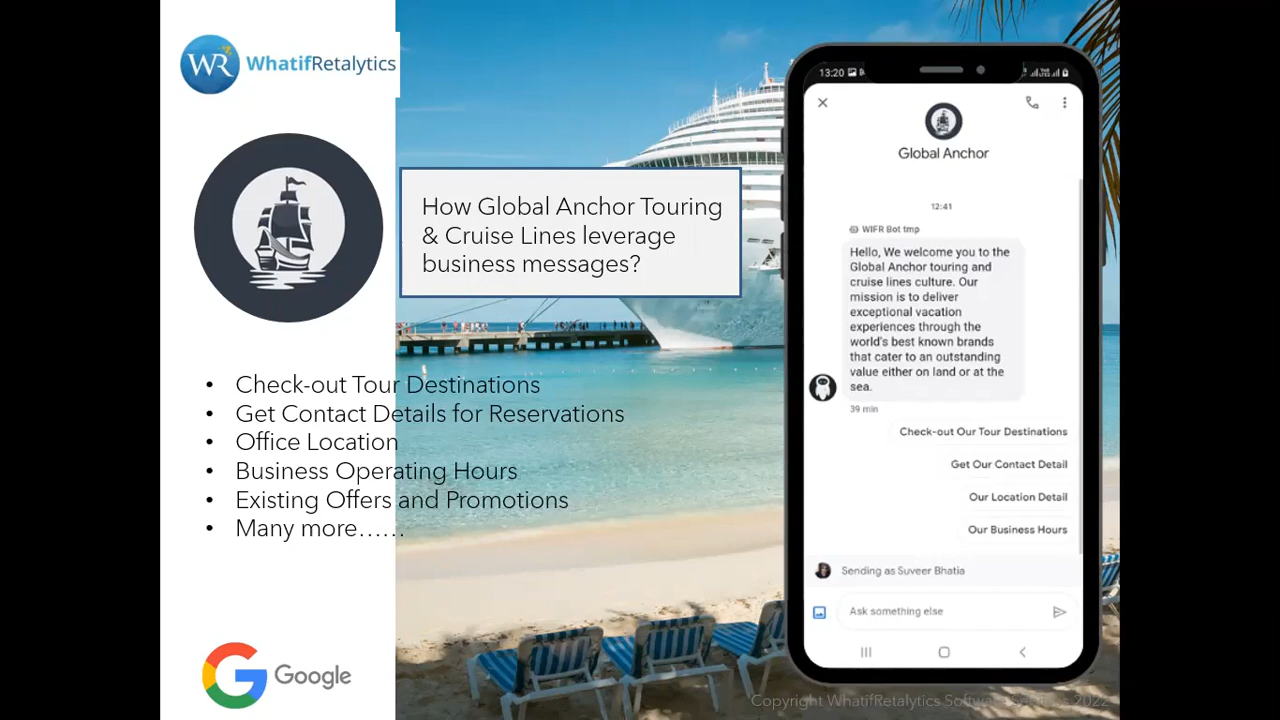 WR WhatifRetalytics
How Global Anchor Touring
& Cruise Lines leverage
business messages?
• Check-out Tour Destinations
• Get Contact Details for Reservations
• Office Location
• Business Operating Hours
• Existing Offers and Promotions
• Many more……
Google
13:20
Global Anchor
12:41
WIFR Bot tmp
Hello, We welcome you to the
Global Anchor touring and
cruise lines culture. Our
mission is to deliver
exceptional vacation
experiences through the
world's best known brands
that cater to an outstanding
value either on land or at the
sea.
39 min
Check-out Our Tour Destinations
Get Our Contact Detail
Our Location Detail
Our Business Hours
Sending as Suveer Bhatia
Ask something else
Copyright WhatifRetalytics Software 2022